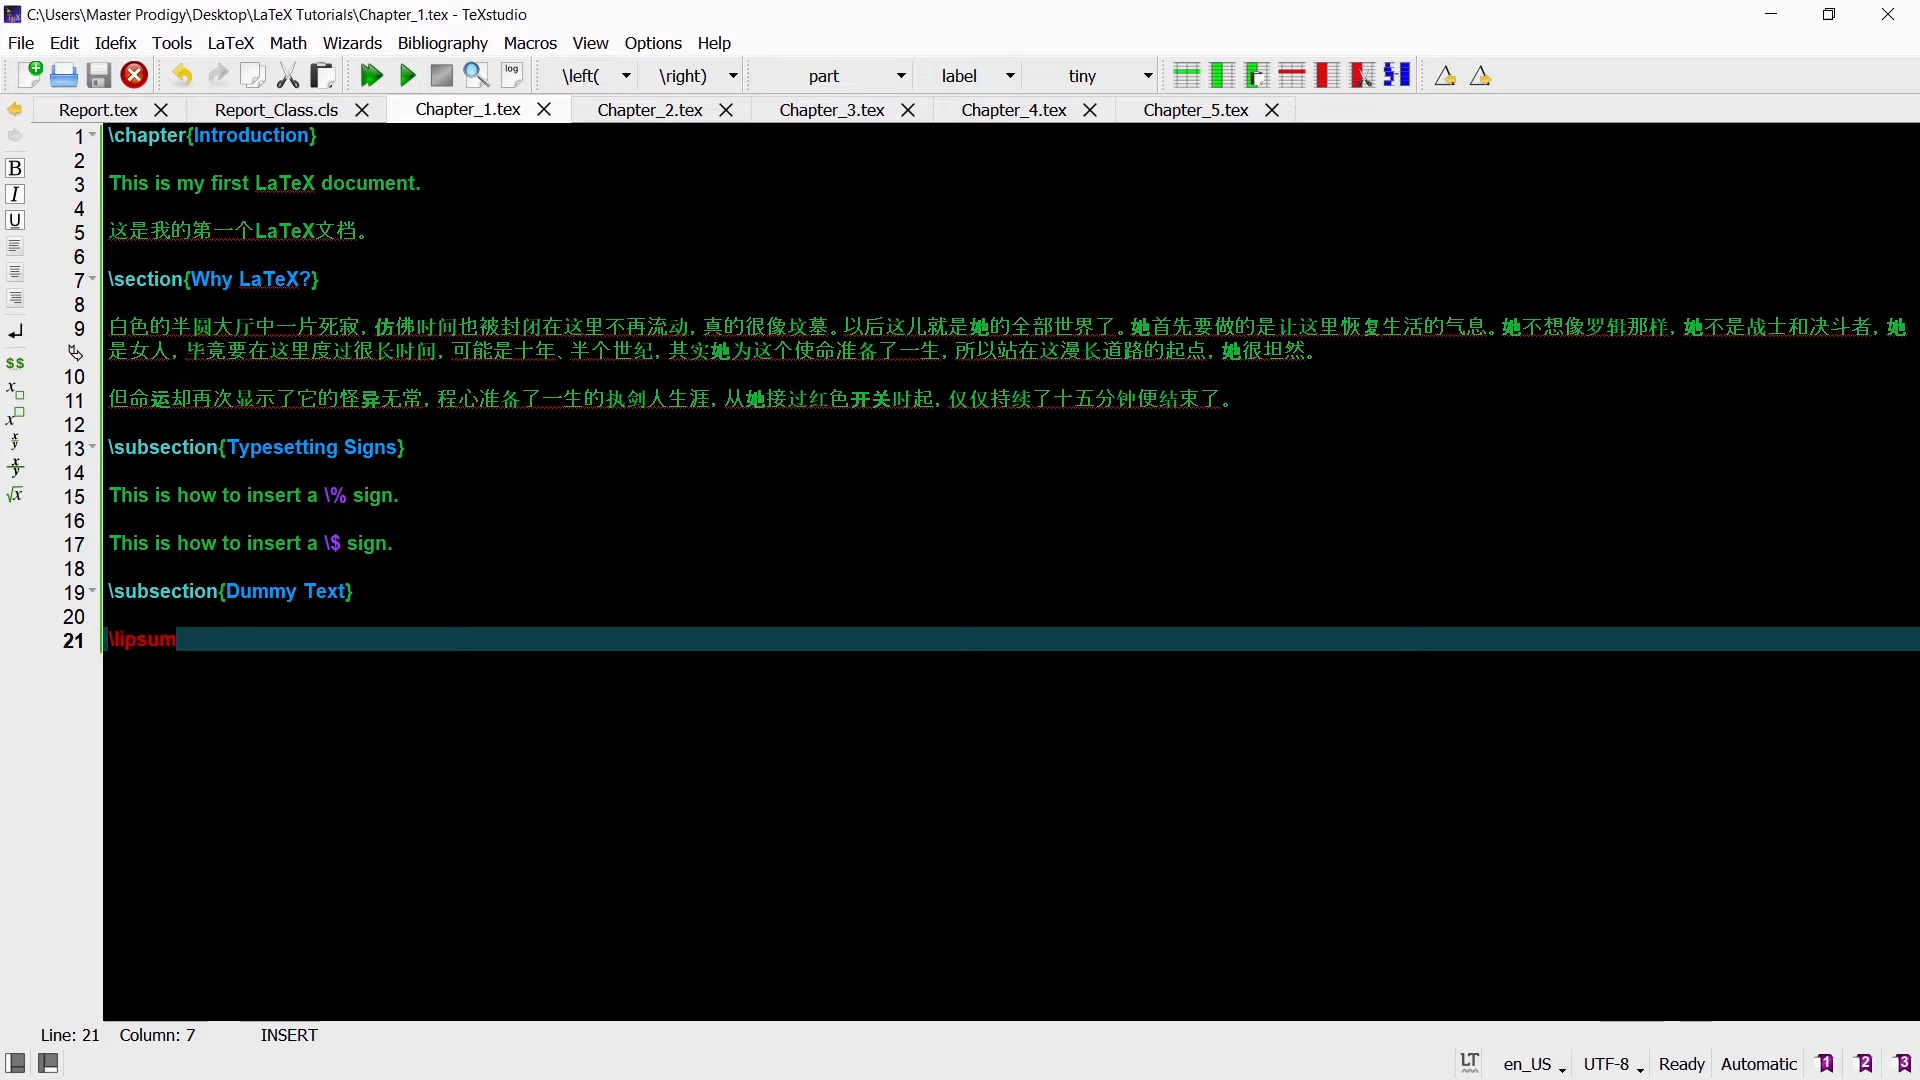 C:\Users\Master Prodigy\Desktop\LaTeX Tutorials\Chapter_1.tex - TeXstudio
File Edit Idefix Tools LaTeX Math Wizards Bibliography Macros View Options Help
log \left( \right) part label tiny
Report.tex Report_Class.cls Chapter_1.tex Chapter_2.tex Chapter_3.tex Chapter_4.tex Chapter_5.tex
1 \chapter{Introduction}
2
3 This is my first LaTeX document.
4
5 这是我的第一个LaTeX文档。
6
7 \section{Why LaTeX?}
8
9 白色的半圆大厅中一片死寂，仿佛时间也被封闭在这里不再流动，真的很像坟墓。以后这儿就是她的全部世界了。她首先要做的是让这里恢复生活的气息。她不想像罗辑那样，她不是战士和决斗者，她
是女人，毕竟要在这里度过很长时间，可能是十年、半个世纪，其实她为这个使命准备了一生，所以站在这漫长道路的起点，她很坦然。
10
11 但命运却再次显示了它的怪异无常，程心准备了一生的执剑人生涯，从她接过红色开关时起，仅仅持续了十五分钟便结束了。
12
13 \subsection{Typesetting Signs}
14
15 This is how to insert a \% sign.
16
17 This is how to insert a \$ sign.
18
19 \subsection{Dummy Text}
20
21 \lipsum
B
I
U
$$
x
x
x/y
x/y
√x
Line: 21 Column: 7 INSERT
LT en_US UTF-8 Ready Automatic 1 2 3